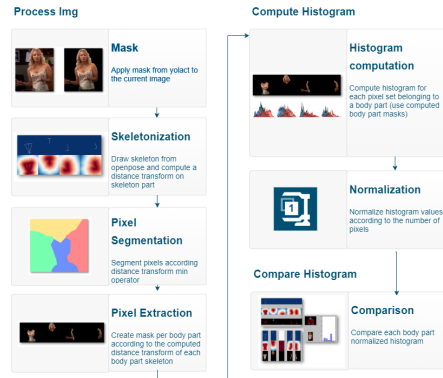 Process Img
Mask
Apply mask from yolact to
the current image
Skeletonization
Draw skeleton from
openpose and compute a
distance transform on
skeleton part
Pixel
Segmentation
Segment pixels according
distance transform min
operator
Pixel Extraction
Create mask per body part
according to the computed
distance transform of each
body part skeleton
Compute Histogram
Histogram
computation
Compute histogram for
each pixel set belonging to
a body part (use computed
body part masks)
1
Normalization
Normalize histogram values
according to the number of
pixels
Compare Histogram
Comparison
Compare each body part
normalized histogram